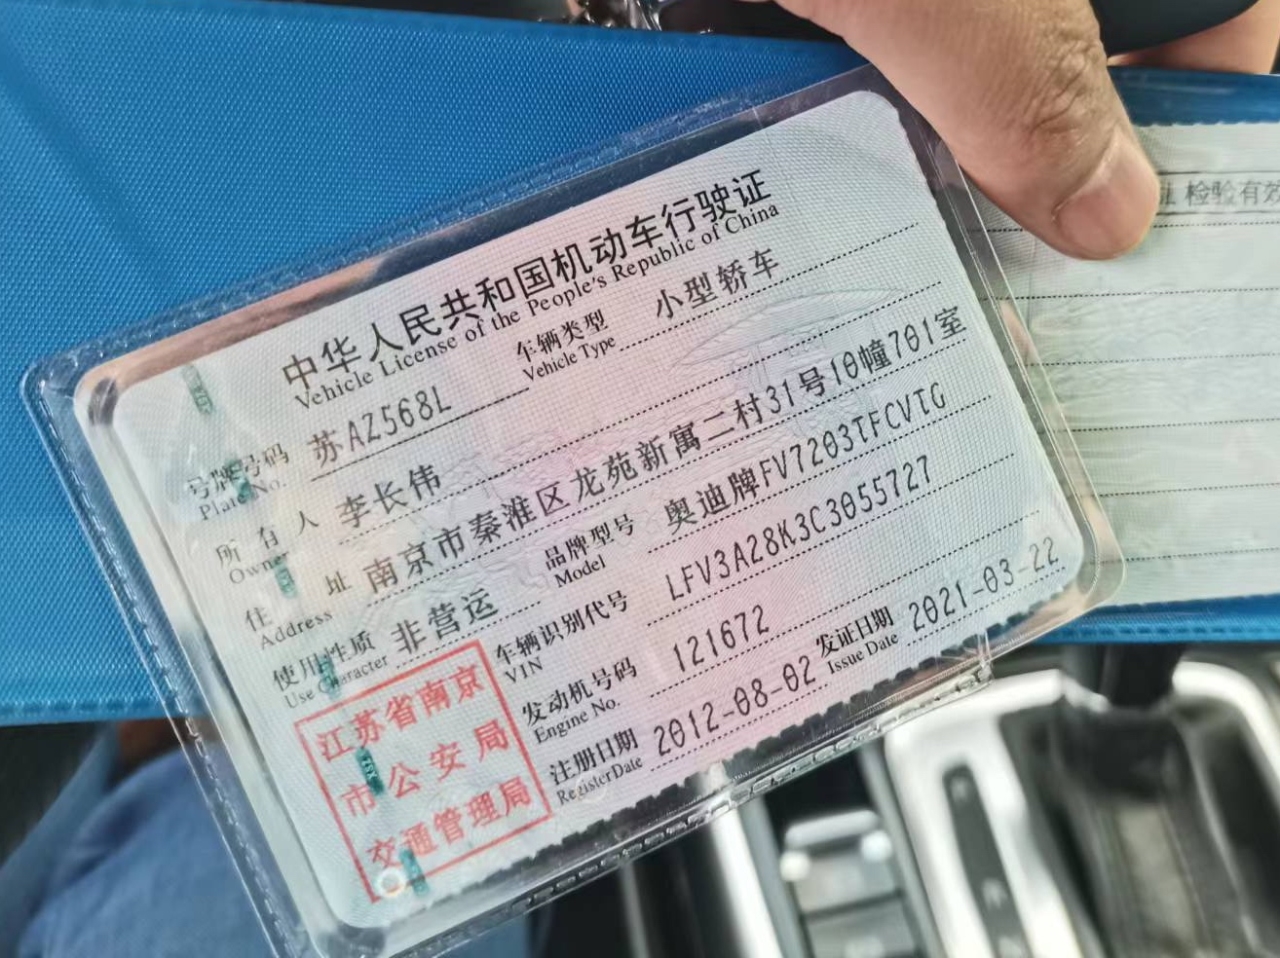 中华人民共和国机动车行驶证
Vehicle License of the People's Republic of China
号牌号码 苏AZ568L 车辆类型 小型轿车
Plate No. Vehicle Type
所有人 李长伟
Owner
住址 南京市秦淮区龙苑新寓二村31号10幢701室
Address
使用性质 非营运 品牌型号 奥迪牌FV7203TFCVTG
Use Character Model
车辆识别代号 LFV3A28K3C3055727
VIN
发动机号码 121672
Engine No.
注册日期 2012-08-02 发证日期 2021-03-22
Register Date Issue Date
江苏省南京
市公安局
交通管理局
检验有效